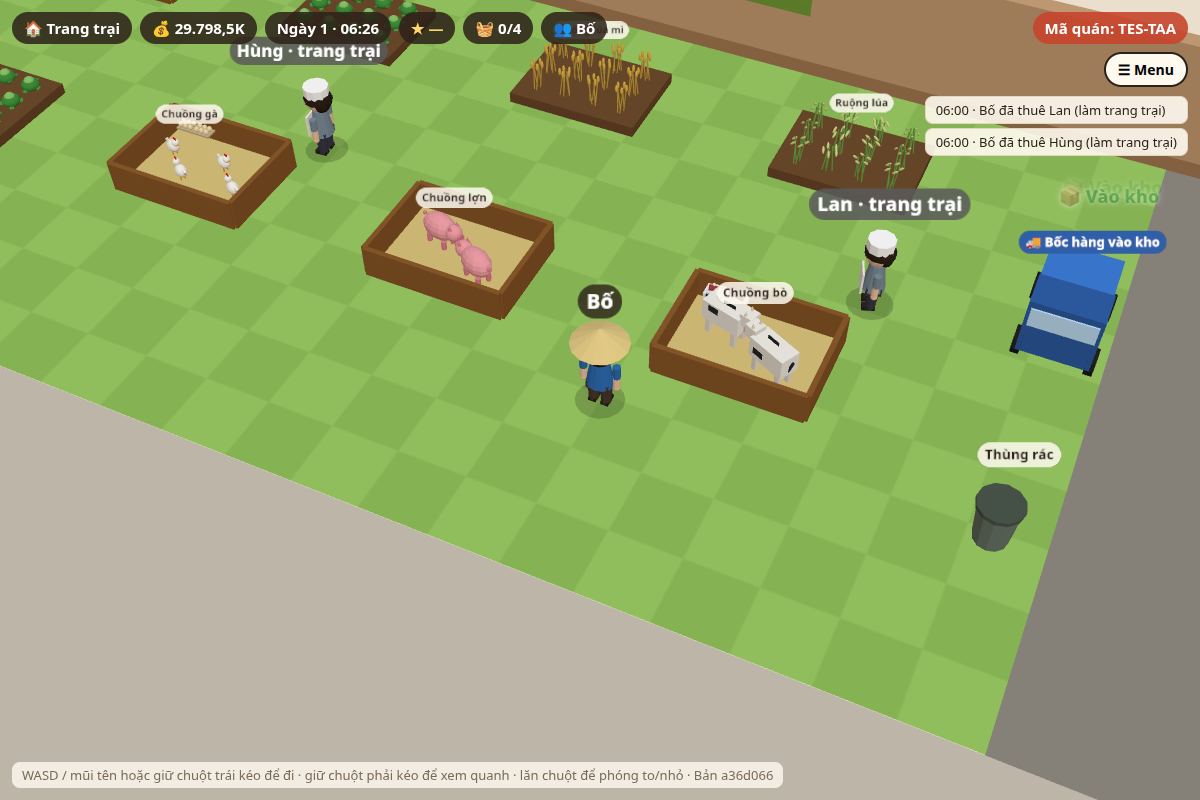 🏠 Trang trại
💰 29.798,5K
Ngày 1 · 06:26
★ —
🧺 0/4
👥 Bố
mì
Mã quán: TES-TAA
☰ Menu
Hùng · trang trại
06:00 · Bố đã thuê Lan (làm trang trại)
06:00 · Bố đã thuê Hùng (làm trang trại)
Chuồng gà
Ruộng lúa
Chuồng lợn
Lan · trang trại
📦 Vào kho
🚚 Bốc hàng vào kho
Bố
Chuồng bò
Thùng rác
WASD / mũi tên hoặc giữ chuột trái kéo để đi · giữ chuột phải kéo để xem quanh · lăn chuột để phóng to/nhỏ · Bản a36d066